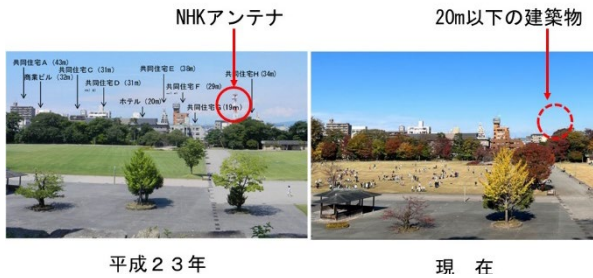 NHKアンテナ
20m以下の建築物
共同住宅A (43m)
商業ビル (32m)
共同住宅C (31m)
共同住宅D (31m)
ホテル (20m)
共同住宅E (38m)
共同住宅F (29m)
共同住宅G (19m)
共同住宅H (34m)
平成23年
現 在